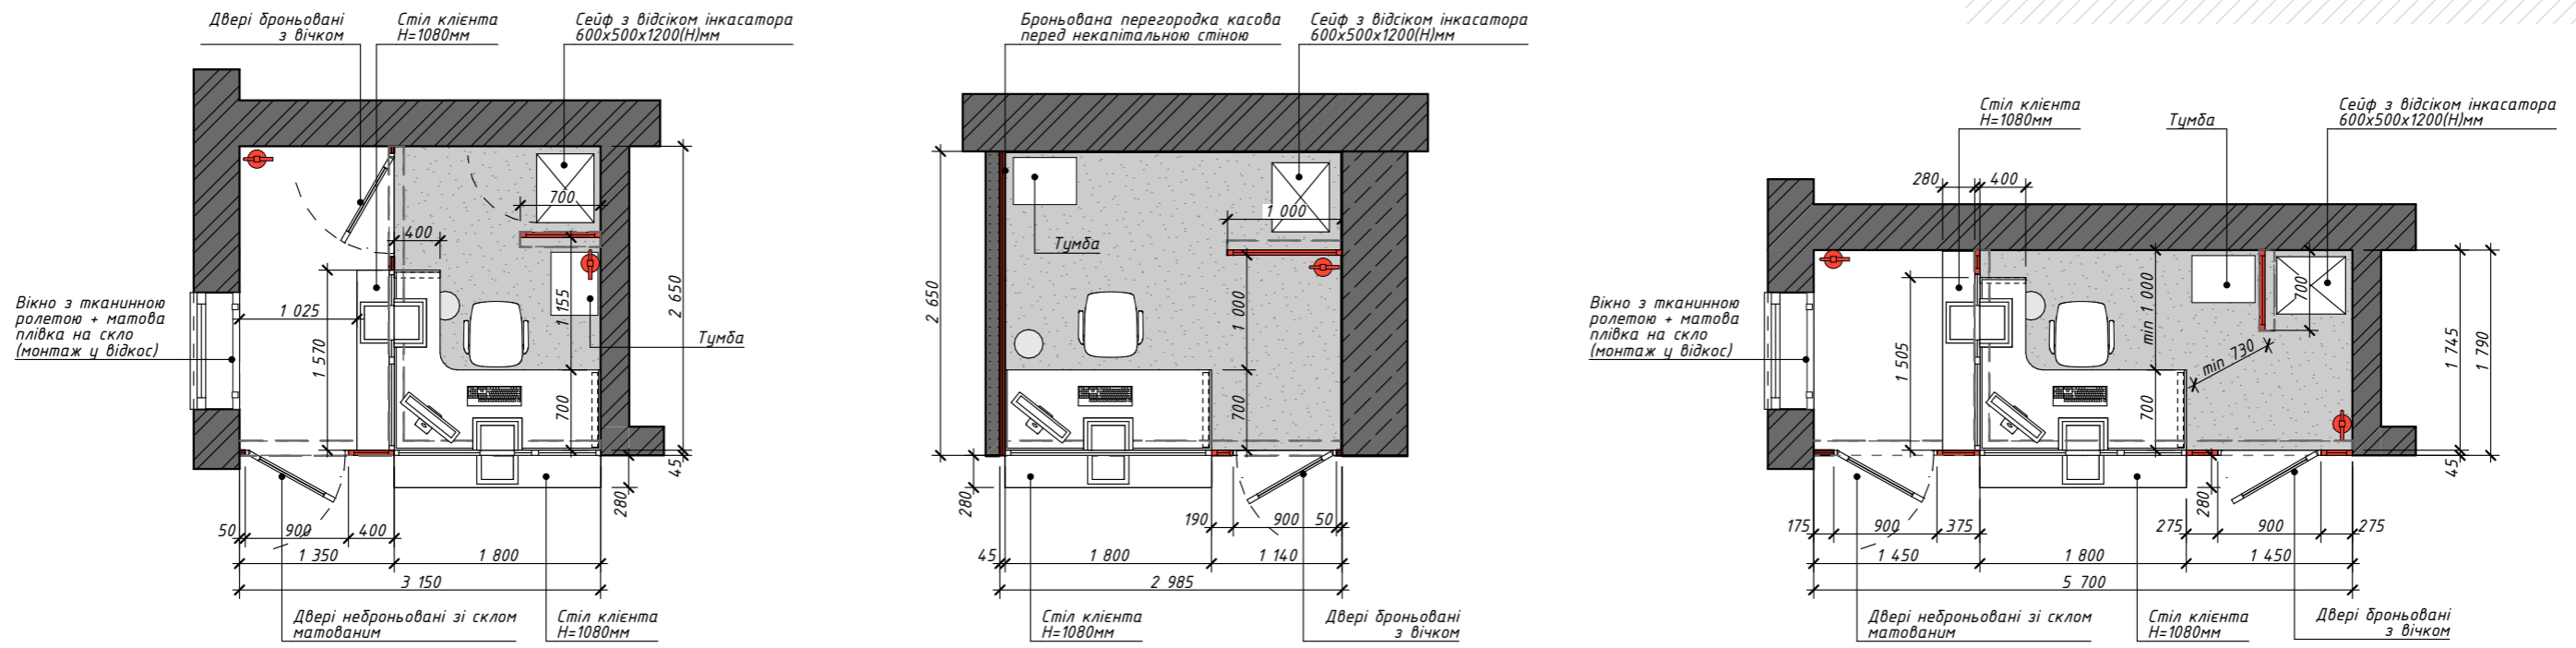 Двері броньовані
з вічком
Стіл клієнта
Н=1080мм
Сейф з відсіком інкасатора
600х500х1200(Н)мм
700
400
1 025
1 155
1 570
2 650
Вікно з тканинною
ролетою + матова
плівка на скло
(монтаж у відкос)
Тумба
700
45
280
50
900
400
1 350
1 800
3 150
Двері неброньовані зі склом
матованим
Стіл клієнта
Н=1080мм
Броньована перегородка касова
перед некапітальною стіною
Сейф з відсіком інкасатора
600х500х1200(Н)мм
1 000
Тумба
2 650
1 000
700
280
190
900
50
45
1 800
1 140
2 985
Стіл клієнта
Н=1080мм
Двері броньовані
з вічком
Стіл клієнта
Н=1080мм
Тумба
Сейф з відсіком інкасатора
600х500х1200(Н)мм
280
400
700
min 1 000
Вікно з тканинною
ролетою + матова
плівка на скло
(монтаж у відкос)
1 505
min 730
1 745
1 790
700
45
280
175
900
375
275
900
275
1 450
1 800
1 450
5 700
Двері неброньовані зі склом
матованим
Стіл клієнта
Н=1080мм
Двері броньовані
з вічком